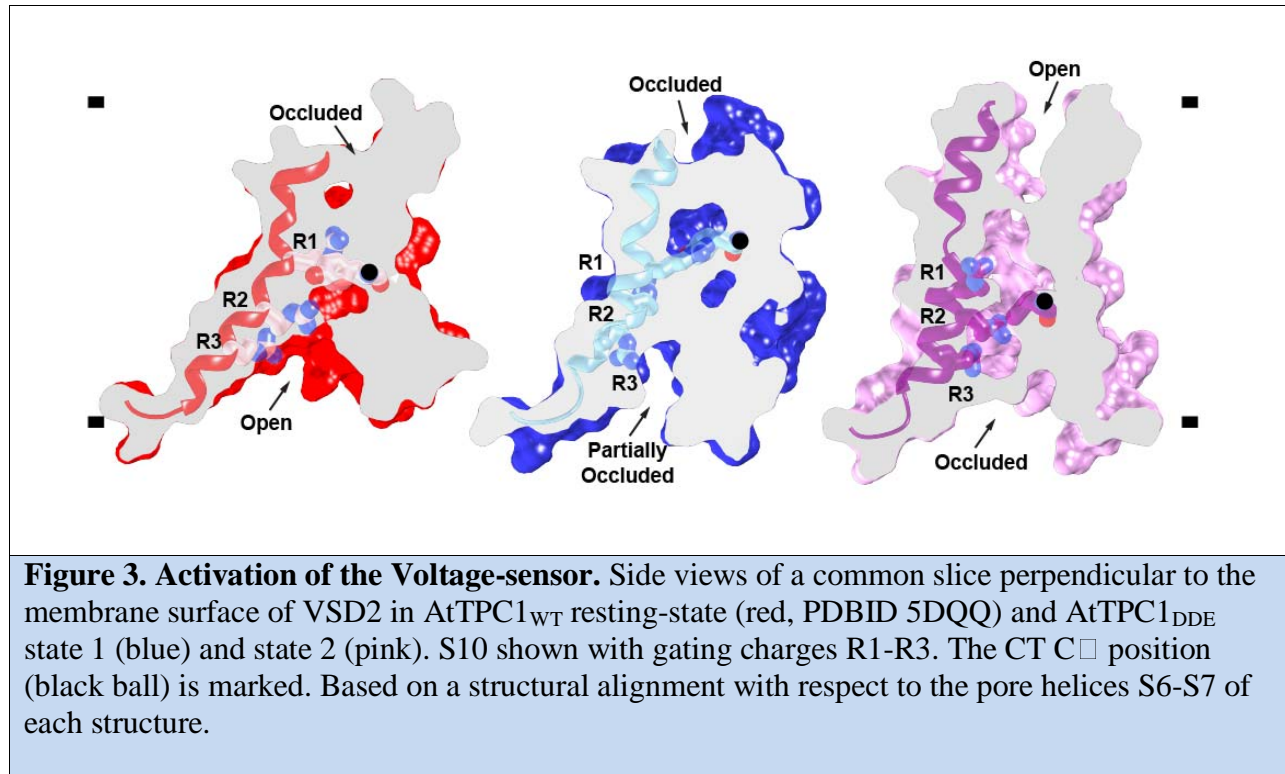 Occluded
R1
R2
R3
Open
Occluded
R1
R2
R3
Partially
Occluded
Open
R1
R2
R3
Occluded
Figure 3. Activation of the Voltage-sensor. Side views of a common slice perpendicular to the
membrane surface of VSD2 in AtTPC1WT resting-state (red, PDBID 5DQQ) and AtTPC1DDE
state 1 (blue) and state 2 (pink). S10 shown with gating charges R1-R3. The CT C□ position
(black ball) is marked. Based on a structural alignment with respect to the pore helices S6-S7 of
each structure.